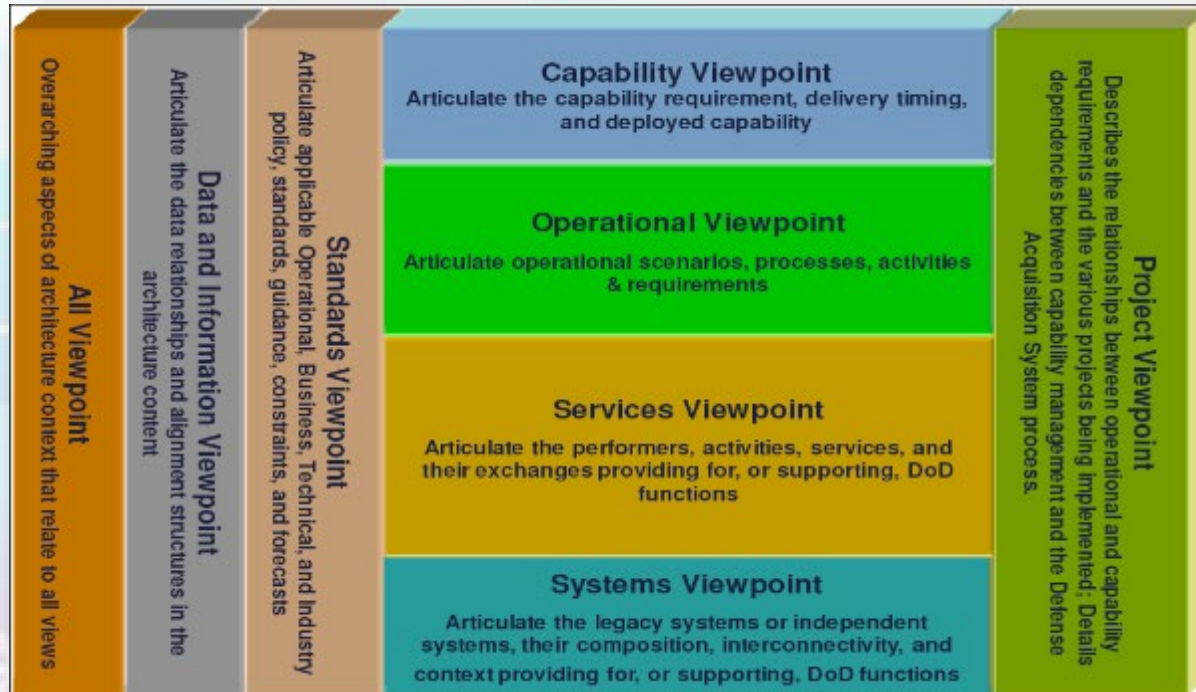 All Viewpoint
Overarching aspects of architecture context that relate to all views
Data and Information Viewpoint
Articulate the data relationships and alignment structures in the
architecture content
Standards Viewpoint
Articulate applicable Operational, Business, Technical, and Industry
policy, standards, guidance, constraints, and forecasts
Capability Viewpoint
Articulate the capability requirement, delivery timing,
and deployed capability
Operational Viewpoint
Articulate operational scenarios, processes, activities
& requirements
Services Viewpoint
Articulate the performers, activities, services, and
their exchanges providing for, or supporting, DoD
functions
Systems Viewpoint
Articulate the legacy systems or independent
systems, their composition, interconnectivity, and
context providing for, or supporting, DoD functions
Project Viewpoint
Describes the relationships between operational and capability
requirements and the various projects being implemented; Details
dependencies between capability management and the Defense
Acquisition System process.